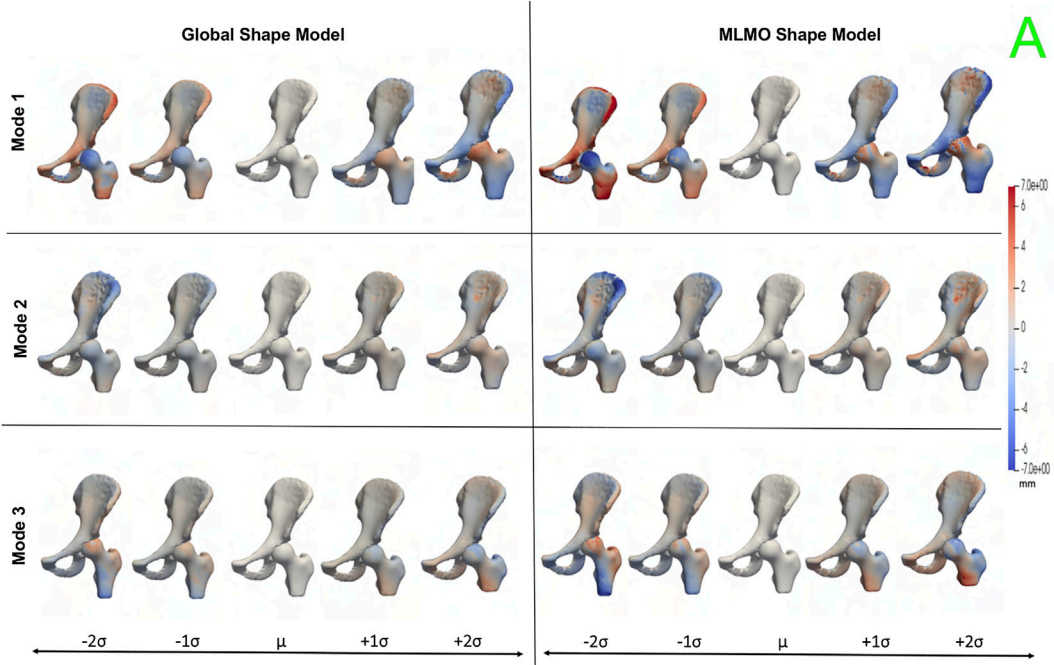 Global Shape Model
MLMO Shape Model
A
Mode 1
7.0e+00
6
4
2
0
-2
-4
-6
-7.0e+00
mm
Mode 2
Mode 3
-2σ
-1σ
μ
+1σ
+2σ
-2σ
-1σ
μ
+1σ
+2σ